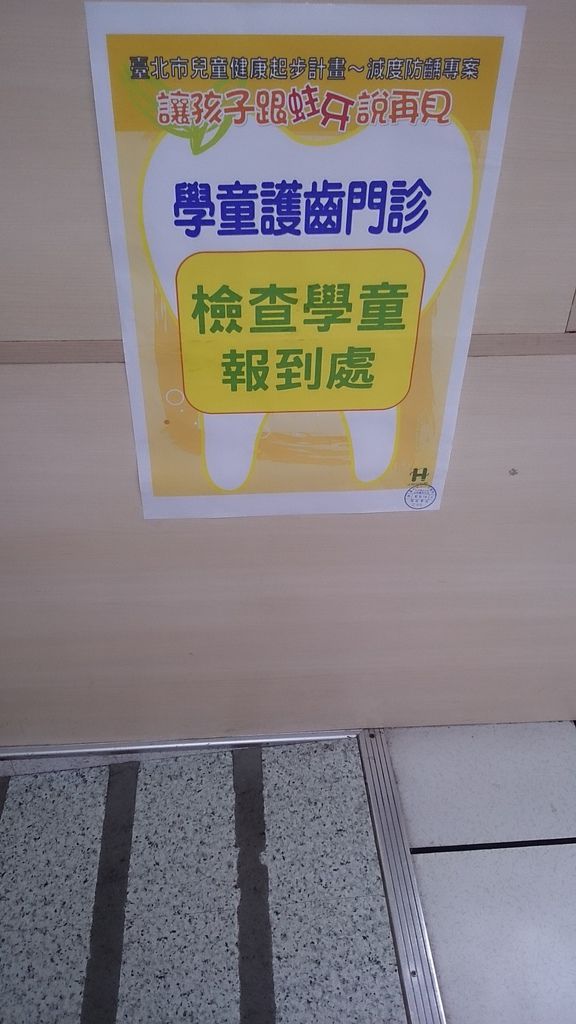 臺北市兒童健康起步計畫~減度防齲專案
讓孩子跟蛀牙說再見
學童護齒門診
檢查學童
報到處
H